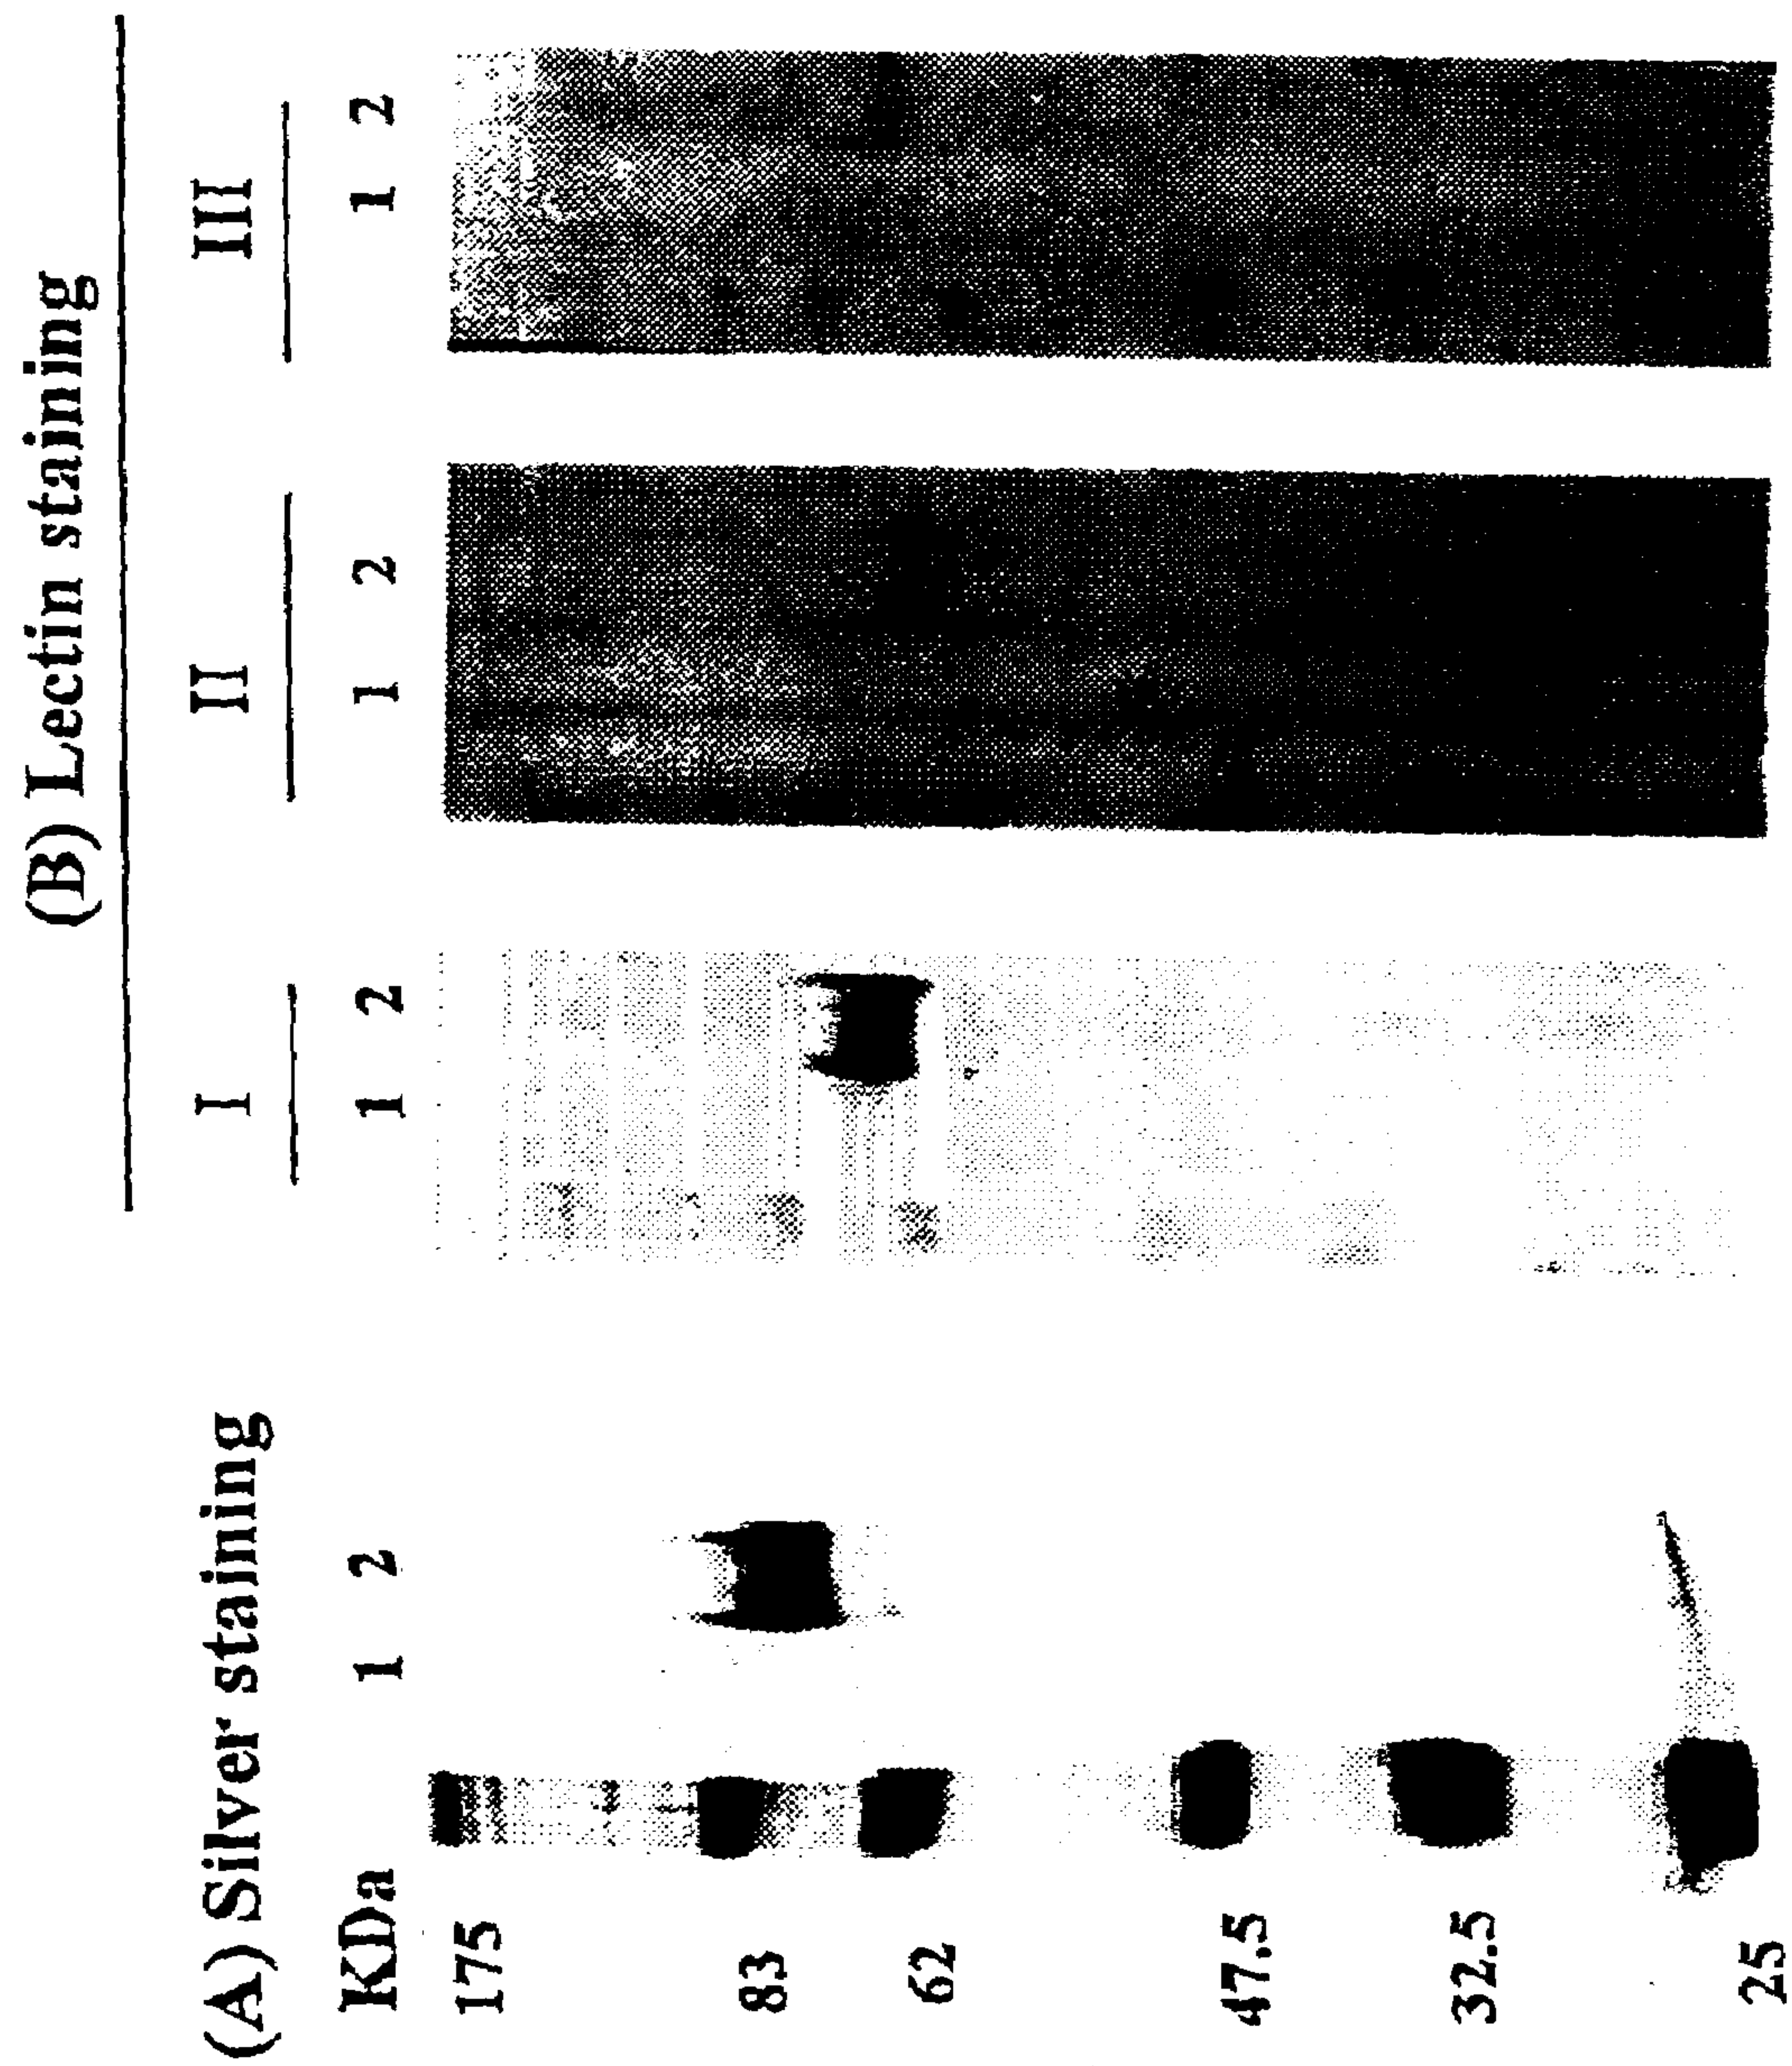 (B) Lectin staining
(A) Silver staining
I
II
III
KDa
1 2
1 2
1 2
1 2
175
83
62
47.5
32.5
25